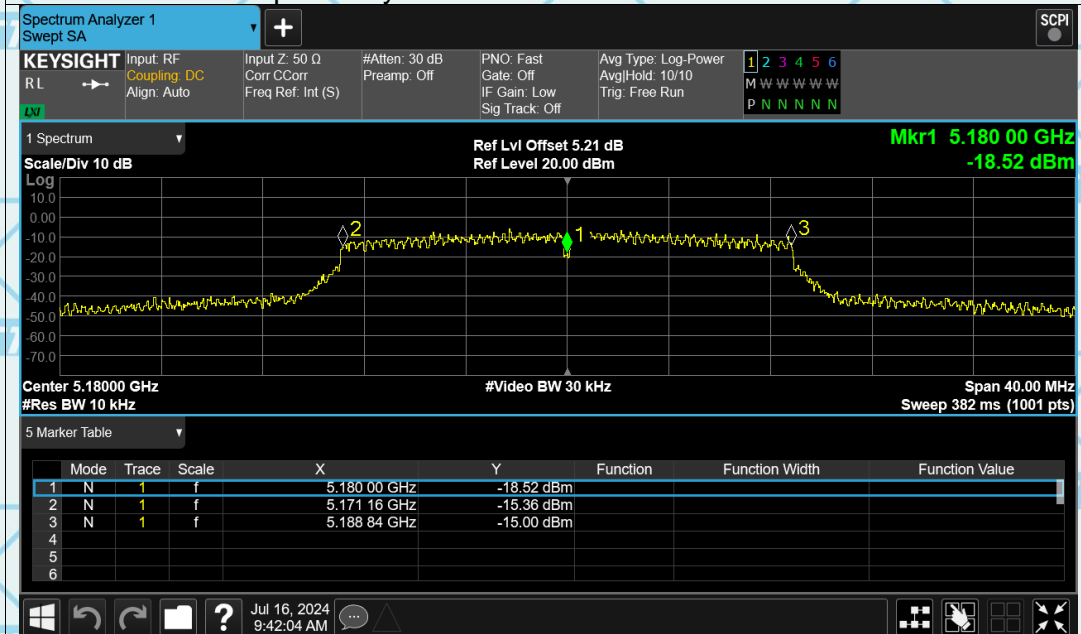 Spectrum Analyzer 1
Swept SA
+
SCPI
KEYSIGHT
R L
LXI
Input: RF
Coupling: DC
Align: Auto
Input Z: 50 Ω
Corr CCorr
Freq Ref: Int (S)
#Atten: 30 dB
Preamp: Off
PNO: Fast
Gate: Off
IF Gain: Low
Sig Track: Off
Avg Type: Log-Power
Avg|Hold: 10/10
Trig: Free Run
1 2 3 4 5 6
M W W W W W
P N N N N N
1 Spectrum
Scale/Div 10 dB
Ref Lvl Offset 5.21 dB
Ref Level 20.00 dBm
Mkr1 5.180 00 GHz
-18.52 dBm
Log
10.0
0.00
-10.0
-20.0
-30.0
-40.0
-50.0
-60.0
-70.0
2
1
3
Center 5.18000 GHz
#Res BW 10 kHz
#Video BW 30 kHz
Span 40.00 MHz
Sweep 382 ms (1001 pts)
5 Marker Table
Mode Trace Scale X Y Function Function Width Function Value
1 N 1 f 5.180 00 GHz -18.52 dBm
2 N 1 f 5.171 16 GHz -15.36 dBm
3 N 1 f 5.188 84 GHz -15.00 dBm
4
5
6
?
Jul 16, 2024
9:42:04 AM